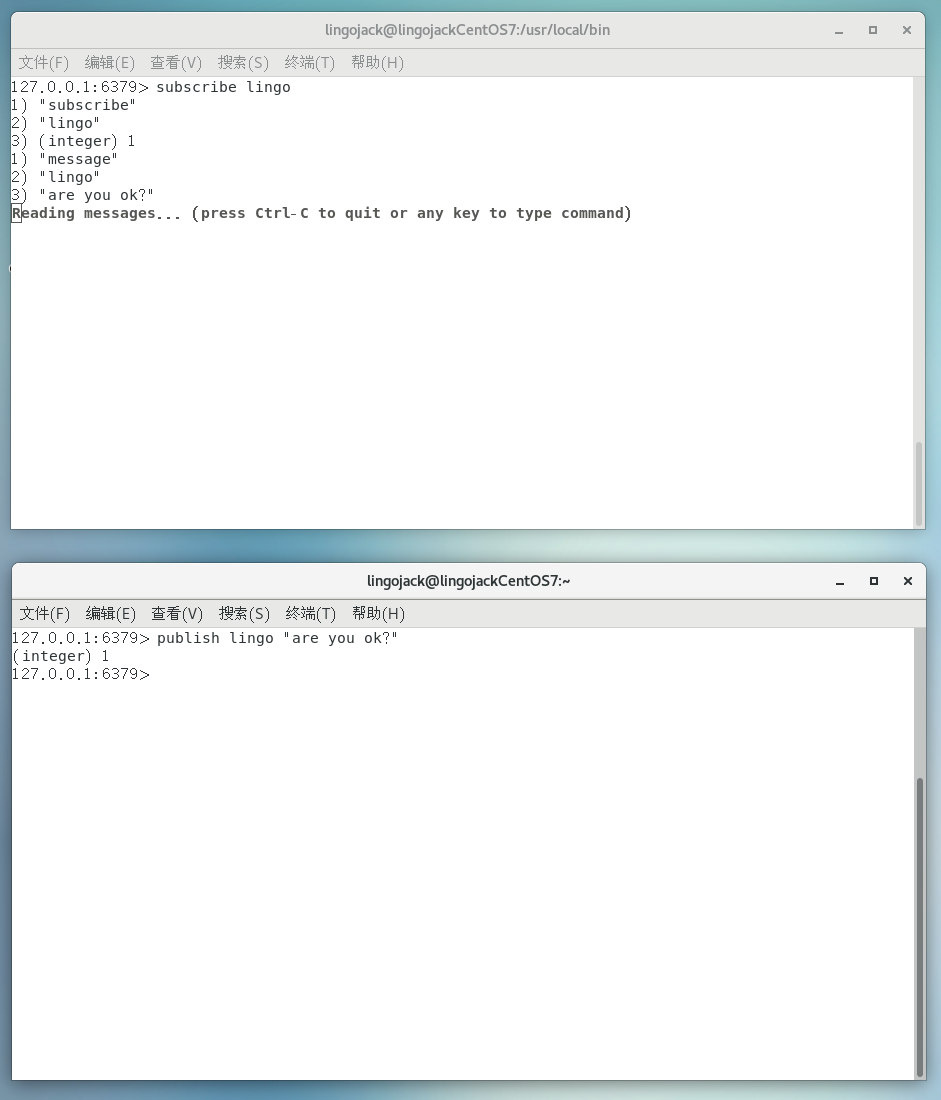 lingojack@lingojackCentOS7:/usr/local/bin
文件(F) 编辑(E) 查看(V) 搜索(S) 终端(T) 帮助(H)
127.0.0.1:6379> subscribe lingo
1) "subscribe"
2) "lingo"
3) (integer) 1
1) "message"
2) "lingo"
3) "are you ok?"
Reading messages... (press Ctrl-C to quit or any key to type command)
lingojack@lingojackCentOS7:~
文件(F) 编辑(E) 查看(V) 搜索(S) 终端(T) 帮助(H)
127.0.0.1:6379> publish lingo "are you ok?"
(integer) 1
127.0.0.1:6379>